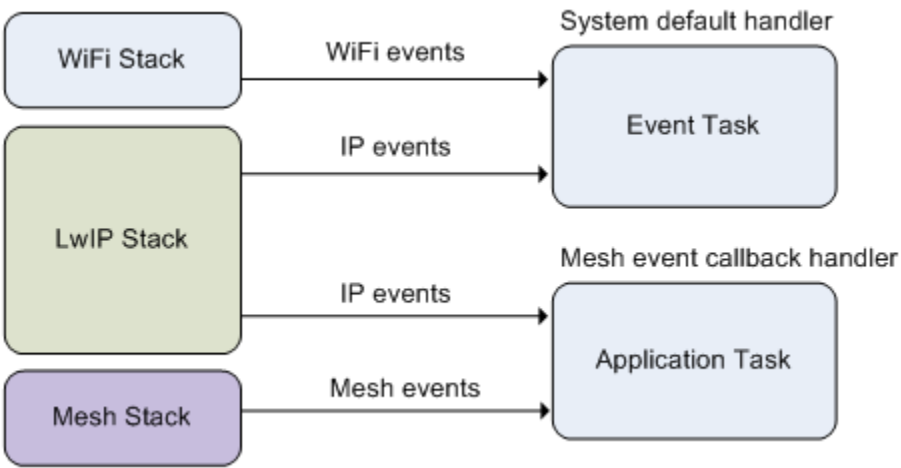 System default handler
WiFi Stack
WiFi events
Event Task
IP events
LwIP Stack
Mesh event callback handler
IP events
Application Task
Mesh events
Mesh Stack